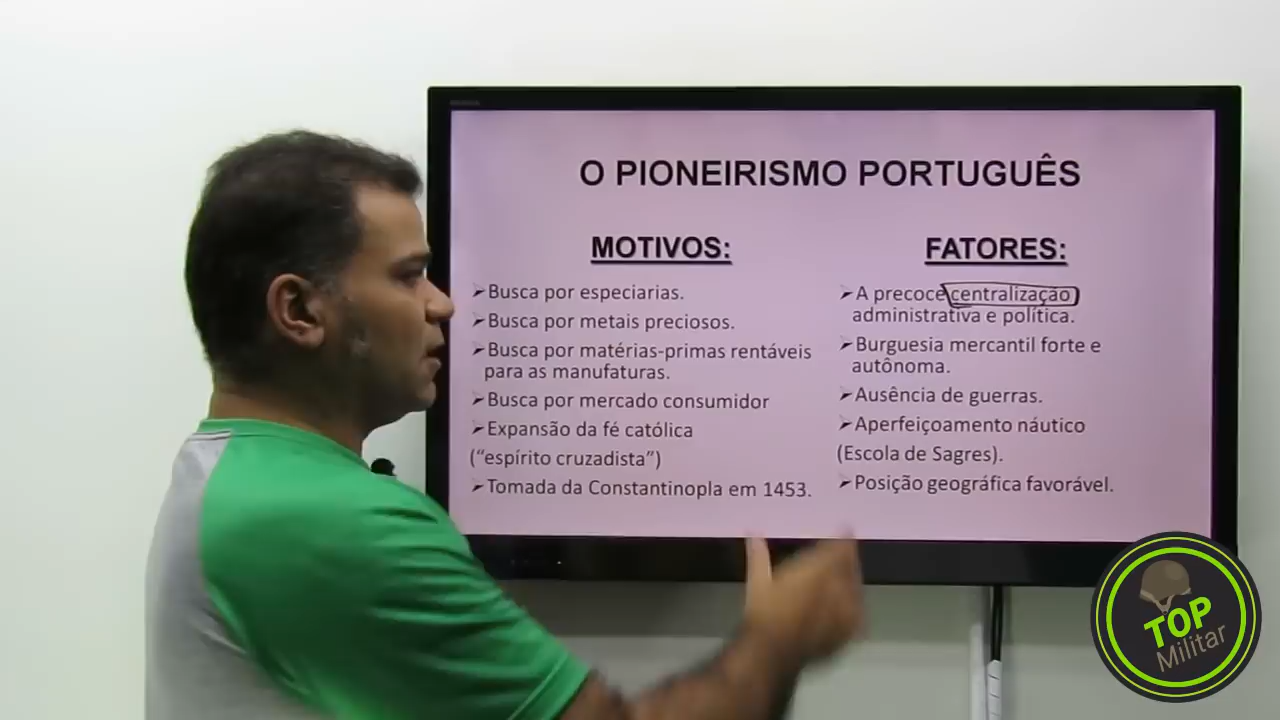 O PIONEIRISMO PORTUGUÊS
MOTIVOS:
➢Busca por especiarias.
➢Busca por metais preciosos.
➢Busca por matérias-primas rentáveis
para as manufaturas.
➢Busca por mercado consumidor
➢Expansão da fé católica
(“espírito cruzadista”)
➢Tomada da Constantinopla em 1453.
FATORES:
➢A precoce centralização
administrativa e política.
➢Burguesia mercantil forte e
autônoma.
➢Ausência de guerras.
➢Aperfeiçoamento náutico
(Escola de Sagres).
➢Posição geográfica favorável.
TOP
Militar